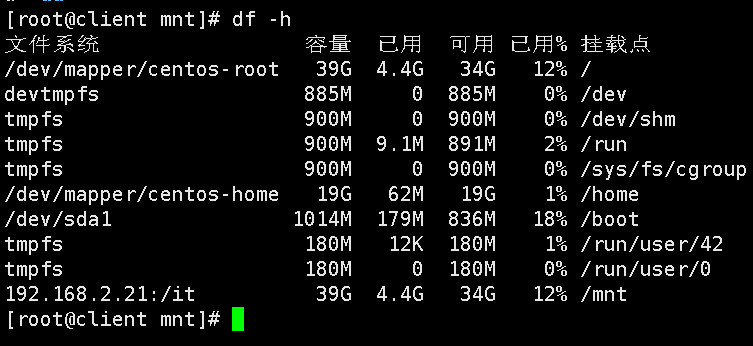 [root@client mnt]# df -h
文件系统 容量 已用 可用 已用% 挂载点
/dev/mapper/centos-root 39G 4.4G 34G 12% /
devtmpfs 885M 0 885M 0% /dev
tmpfs 900M 0 900M 0% /dev/shm
tmpfs 900M 9.1M 891M 2% /run
tmpfs 900M 0 900M 0% /sys/fs/cgroup
/dev/mapper/centos-home 19G 62M 19G 1% /home
/dev/sda1 1014M 179M 836M 18% /boot
tmpfs 180M 12K 180M 1% /run/user/42
tmpfs 180M 0 180M 0% /run/user/0
192.168.2.21:/it 39G 4.4G 34G 12% /mnt
[root@client mnt]#